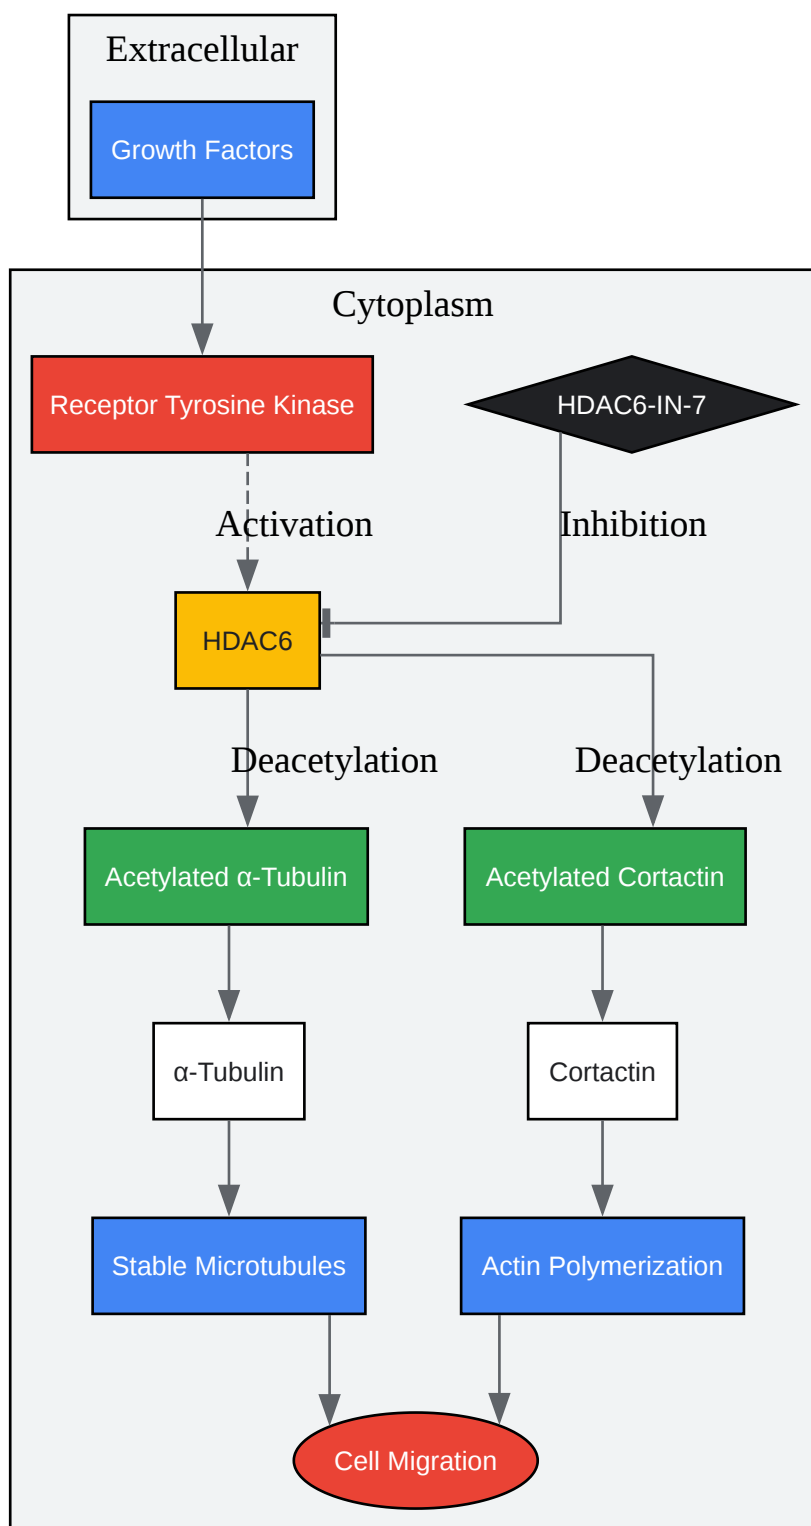 Extracellular
Growth Factors
Cytoplasm
Receptor Tyrosine Kinase
HDAC6-IN-7
Activation
Inhibition
HDAC6
Deacetylation
Deacetylation
Acetylated α-Tubulin
Acetylated Cortactin
α-Tubulin
Cortactin
Stable Microtubules
Actin Polymerization
Cell Migration